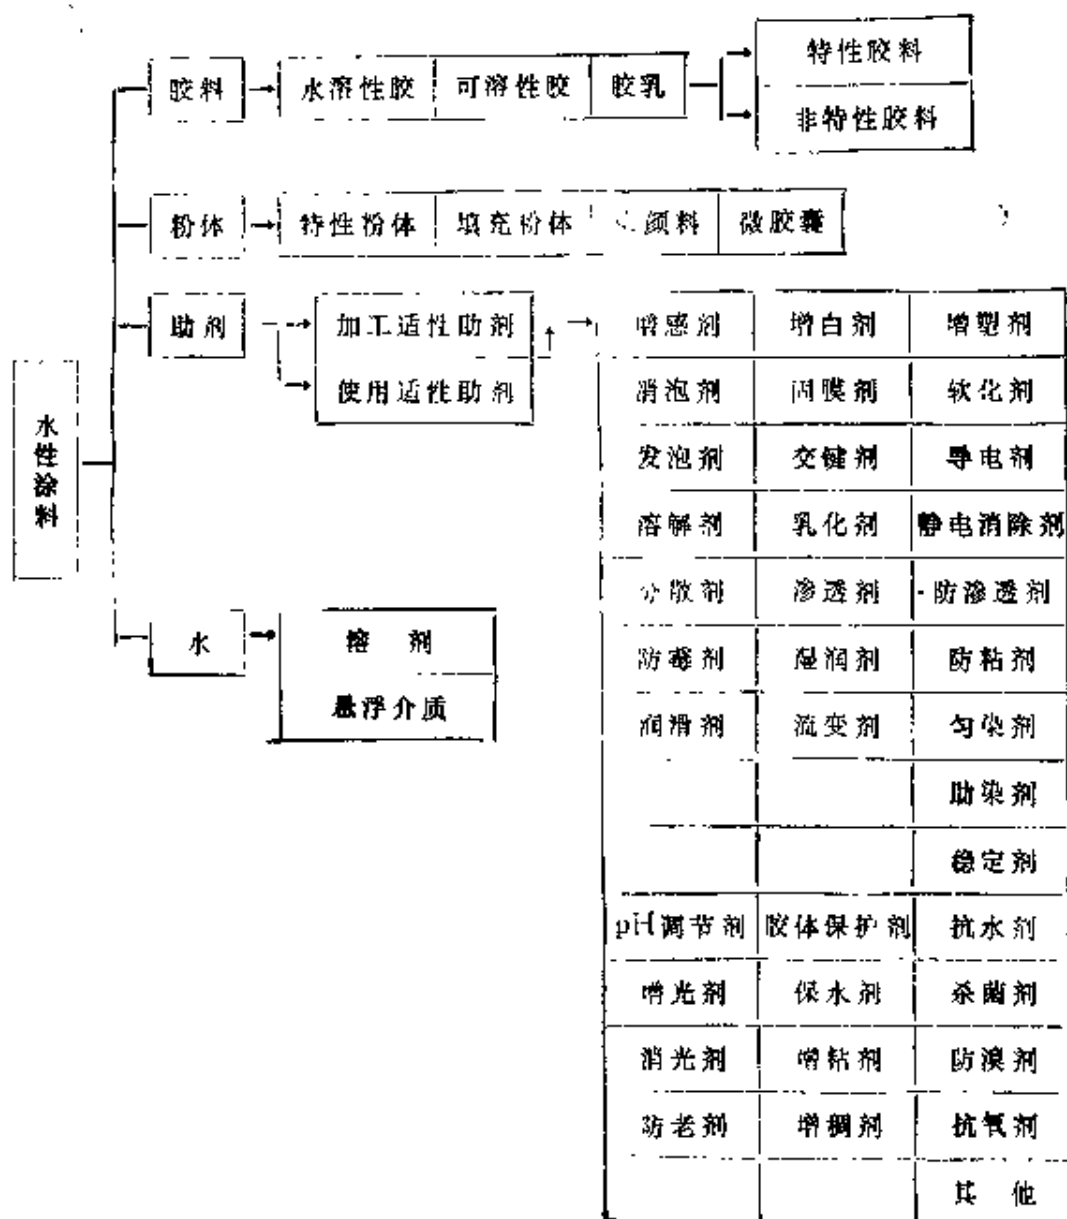 胶料 水溶性胶 可溶性胶 胶乳 特性胶料
非特性胶料
粉体 特性粉体 填充粉体 颜料 微胶囊
助剂 加工适性助剂
使用适性助剂
水性涂料
水 溶 剂
悬浮介质
增感剂 增白剂 增塑剂
消泡剂 固膜剂 软化剂
发泡剂 交键剂 导电剂
溶解剂 乳化剂 静电消除剂
分散剂 渗透剂 防渗透剂
防霉剂 湿润剂 防粘剂
润滑剂 流变剂 匀染剂
助染剂
稳定剂
pH调节剂 胶体保护剂 抗水剂
增光剂 保水剂 杀菌剂
消光剂 增粘剂 防溴剂
防老剂 增稠剂 抗氧剂
其 他